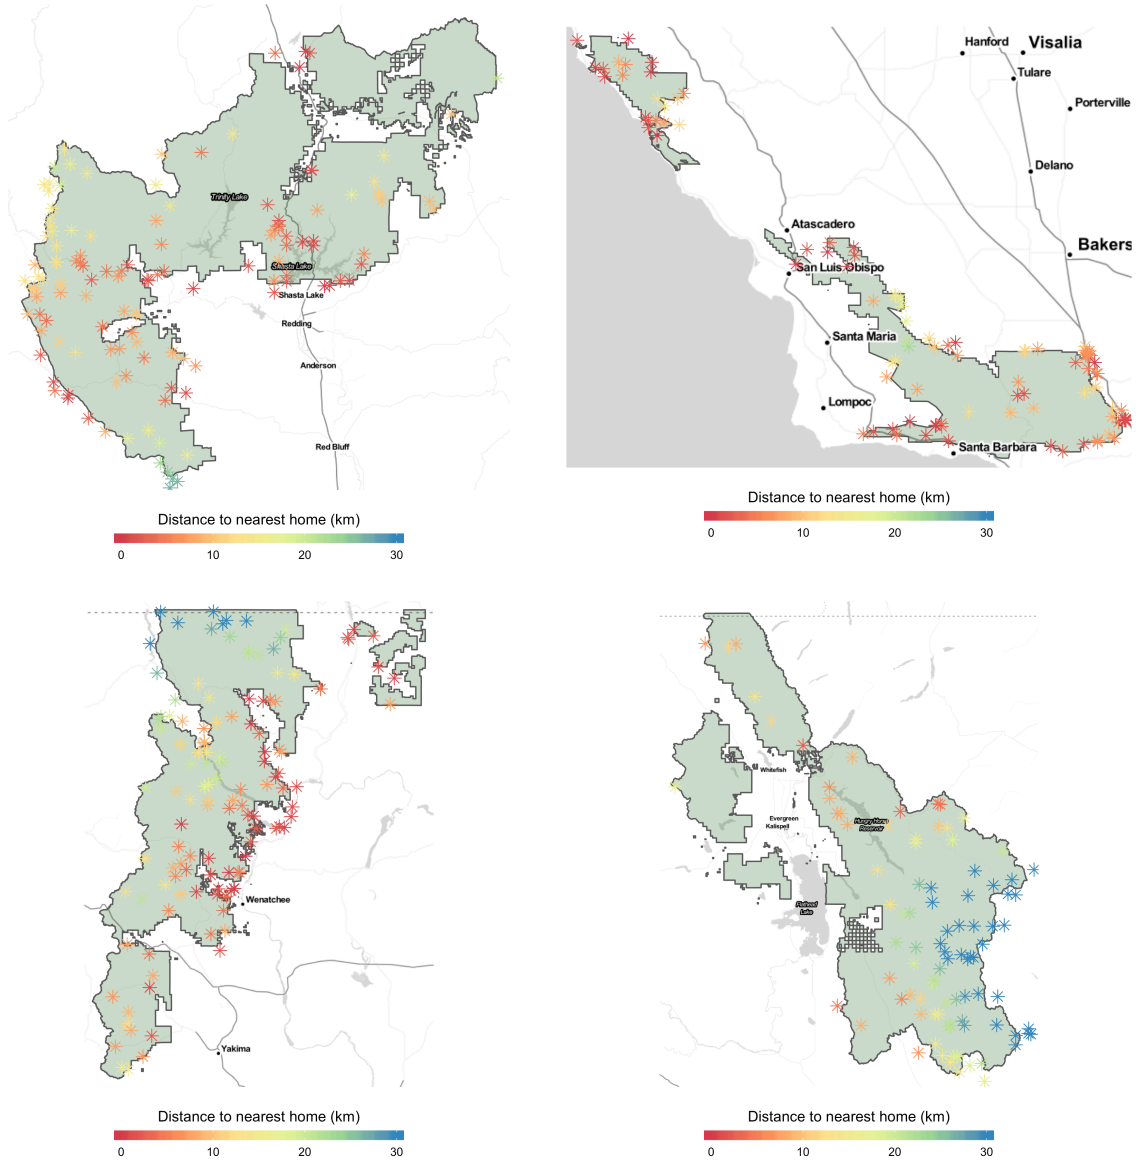 Trinity Lake
Shasta Lake
Shasta Lake
Redding
Anderson
Red Bluff
Distance to nearest home (km)
0 10 20 30
Hanford
Visalia
Tulare
Porterville
Delano
Atascadero
Bakers
San Luis Obispo
Santa Maria
Lompoc
Santa Barbara
Distance to nearest home (km)
0 10 20 30
Wenatchee
Yakima
Distance to nearest home (km)
0 10 20 30
Whitefish
Evergreen
Kalispell
Hungry Horse
Reservoir
Flathead
Lake
Distance to nearest home (km)
0 10 20 30